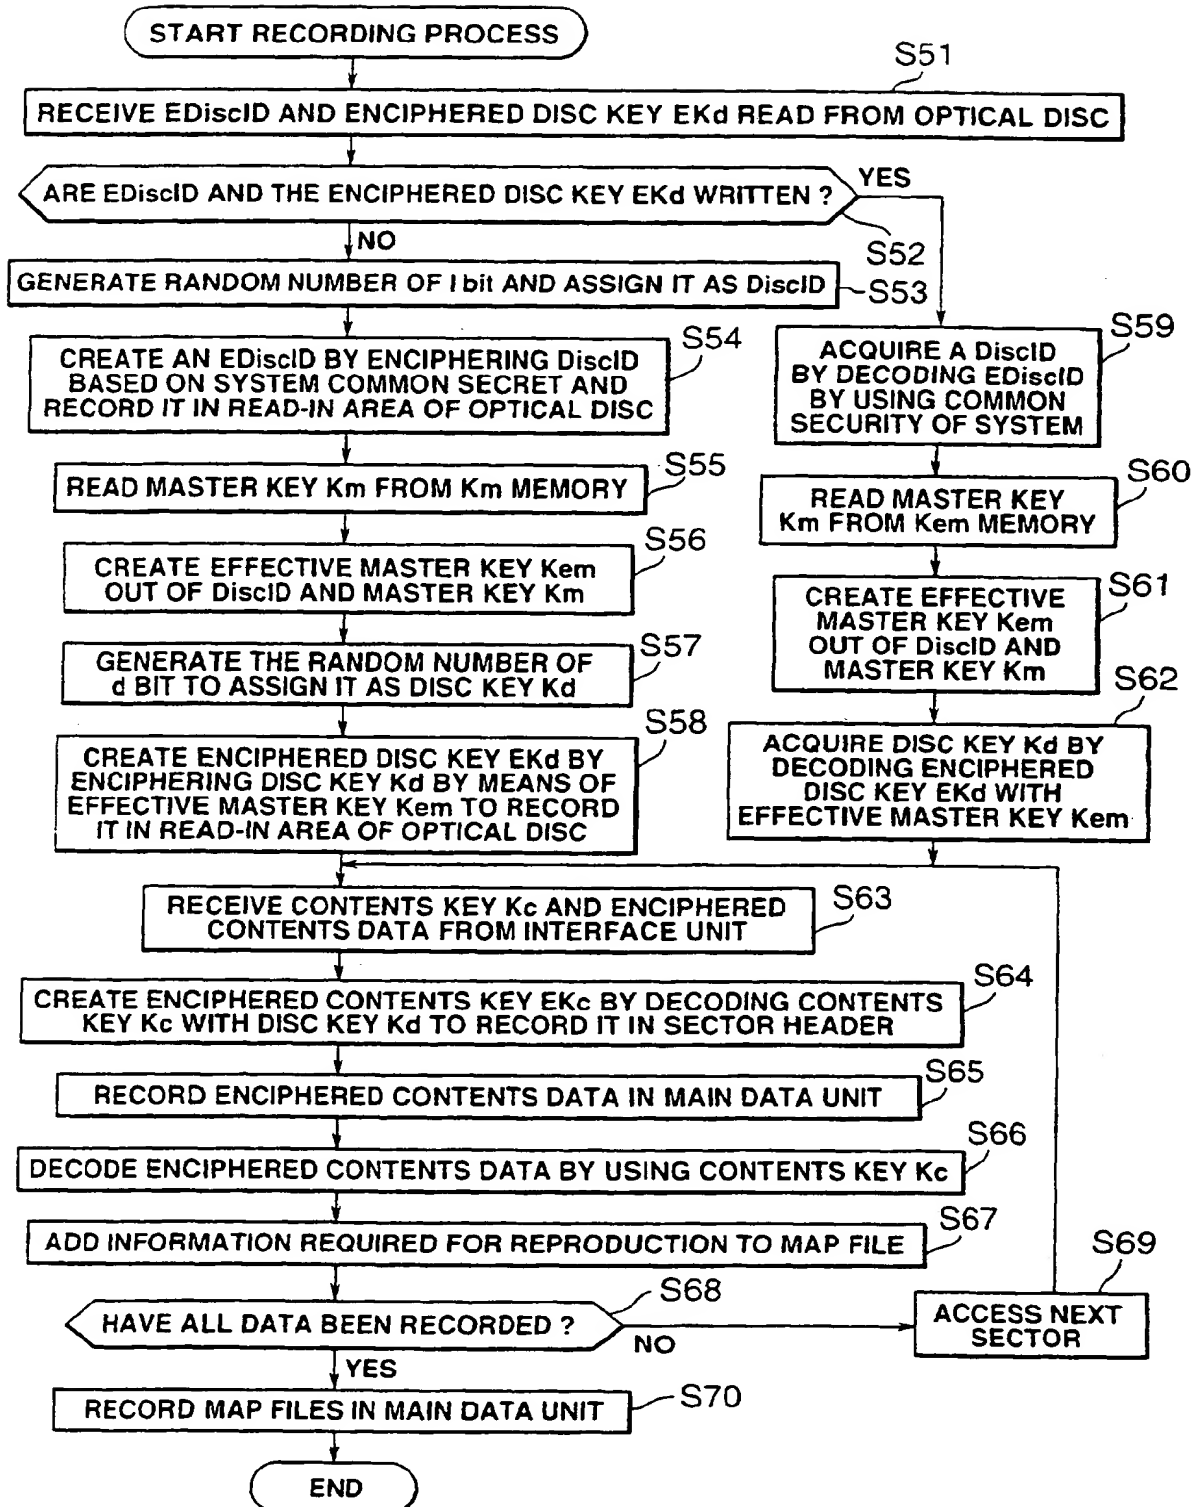 START RECORDING PROCESS
S51
RECEIVE EDiscID AND ENCIPHERED DISC KEY EKd READ FROM OPTICAL DISC
ARE EDiscID AND THE ENCIPHERED DISC KEY EKd WRITTEN ?
YES
S52
NO
GENERATE RANDOM NUMBER OF l bit AND ASSIGN IT AS DiscID
S53
S54
CREATE AN EDiscID BY ENCIPHERING DiscID
BASED ON SYSTEM COMMON SECRET AND
RECORD IT IN READ-IN AREA OF OPTICAL DISC
S55
READ MASTER KEY Km FROM Km MEMORY
S56
CREATE EFFECTIVE MASTER KEY Kem
OUT OF DiscID AND MASTER KEY Km
S57
GENERATE THE RANDOM NUMBER OF
d BIT TO ASSIGN IT AS DISC KEY Kd
S58
CREATE ENCIPHERED DISC KEY EKd BY
ENCIPHERING DISC KEY Kd BY MEANS OF
EFFECTIVE MASTER KEY Kem TO RECORD
IT IN READ-IN AREA OF OPTICAL DISC
S59
ACQUIRE A DiscID
BY DECODING EDiscID
BY USING COMMON
SECURITY OF SYSTEM
S60
READ MASTER KEY
Km FROM Kem MEMORY
S61
CREATE EFFECTIVE
MASTER KEY Kem
OUT OF DiscID AND
MASTER KEY Km
S62
ACQUIRE DISC KEY Kd BY
DECODING ENCIPHERED
DISC KEY EKd WITH
EFFECTIVE MASTER KEY Kem
S63
RECEIVE CONTENTS KEY Kc AND ENCIPHERED
CONTENTS DATA FROM INTERFACE UNIT
S64
CREATE ENCIPHERED CONTENTS KEY EKc BY DECODING CONTENTS
KEY Kc WITH DISC KEY Kd TO RECORD IT IN SECTOR HEADER
S65
RECORD ENCIPHERED CONTENTS DATA IN MAIN DATA UNIT
S66
DECODE ENCIPHERED CONTENTS DATA BY USING CONTENTS KEY Kc
S67
ADD INFORMATION REQUIRED FOR REPRODUCTION TO MAP FILE
S68
HAVE ALL DATA BEEN RECORDED ?
NO
S69
ACCESS NEXT
SECTOR
YES
S70
RECORD MAP FILES IN MAIN DATA UNIT
END